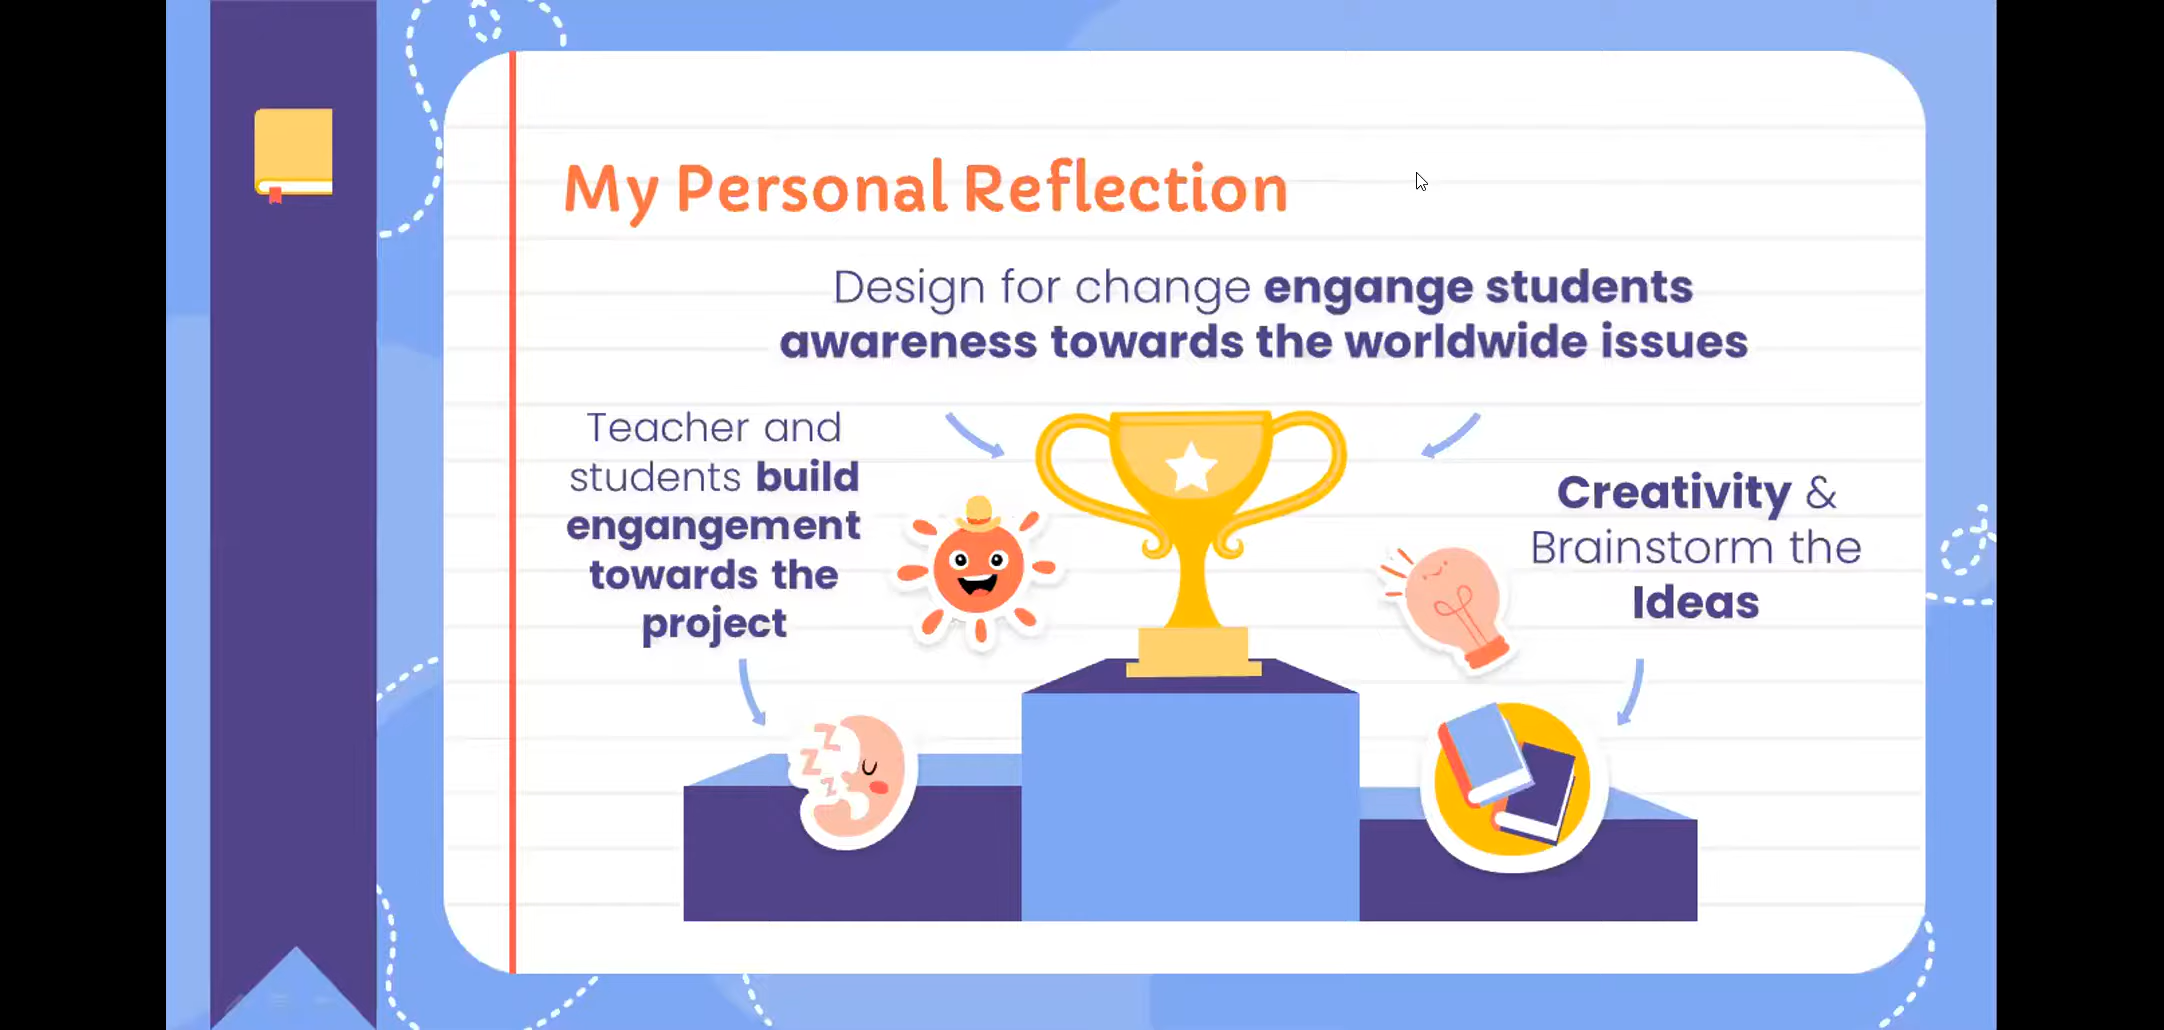 My Personal Reflection
Design for change engange students
awareness towards the worldwide issues
Teacher and
students build
engangement
towards the
project
Creativity &
Brainstorm the
Ideas
z
z
z